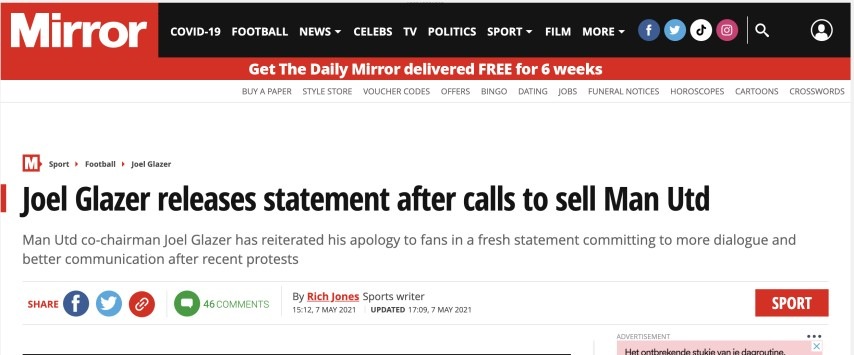 Mirror
COVID-19 FOOTBALL NEWS CELEBS TV POLITICS SPORT FILM MORE
Get The Daily Mirror delivered FREE for 6 weeks
BUY A PAPER STYLE STORE VOUCHER CODES OFFERS BINGO DATING JOBS FUNERAL NOTICES HOROSCOPES CARTOONS CROSSWORDS
M Sport Football Joel Glazer
Joel Glazer releases statement after calls to sell Man Utd
Man Utd co-chairman Joel Glazer has reiterated his apology to fans in a fresh statement committing to more dialogue and
better communication after recent protests
SHARE 46 COMMENTS
By Rich Jones Sports writer
15:12, 7 MAY 2021 UPDATED 17:09, 7 MAY 2021
SPORT
ADVERTISEMENT
Het ontbrekende stukje van je dagroutine.